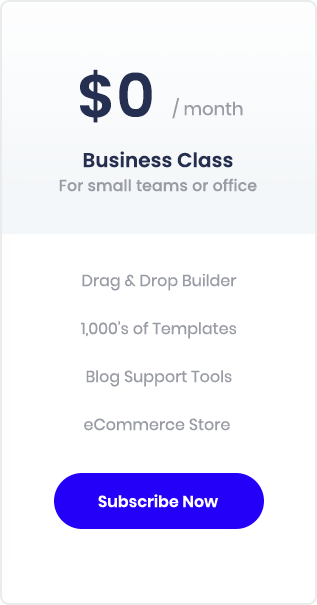 $0 / month
Business Class
For small teams or office
Drag & Drop Builder
1,000's of Templates
Blog Support Tools
eCommerce Store
Subscribe Now